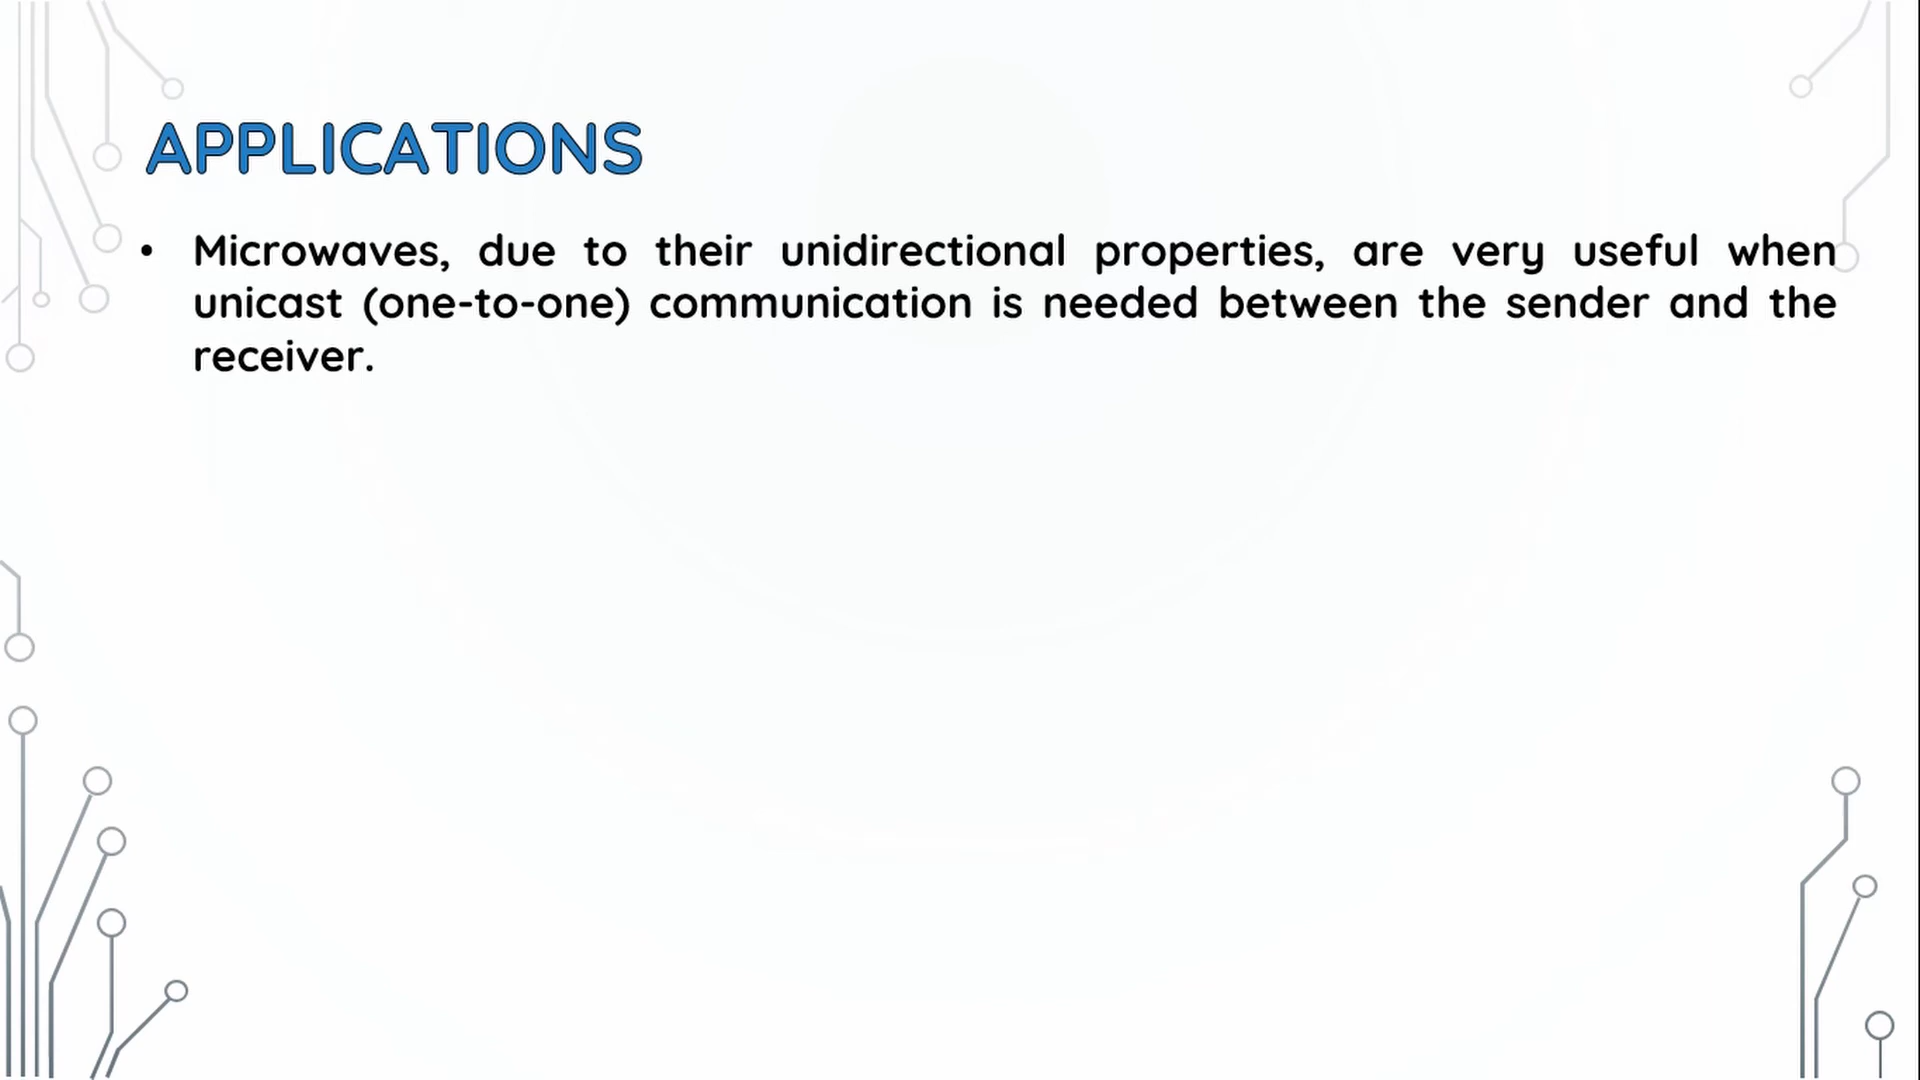 APPLICATIONS
• Microwaves, due to their unidirectional properties, are very useful when
unicast (one-to-one) communication is needed between the sender and the
receiver.